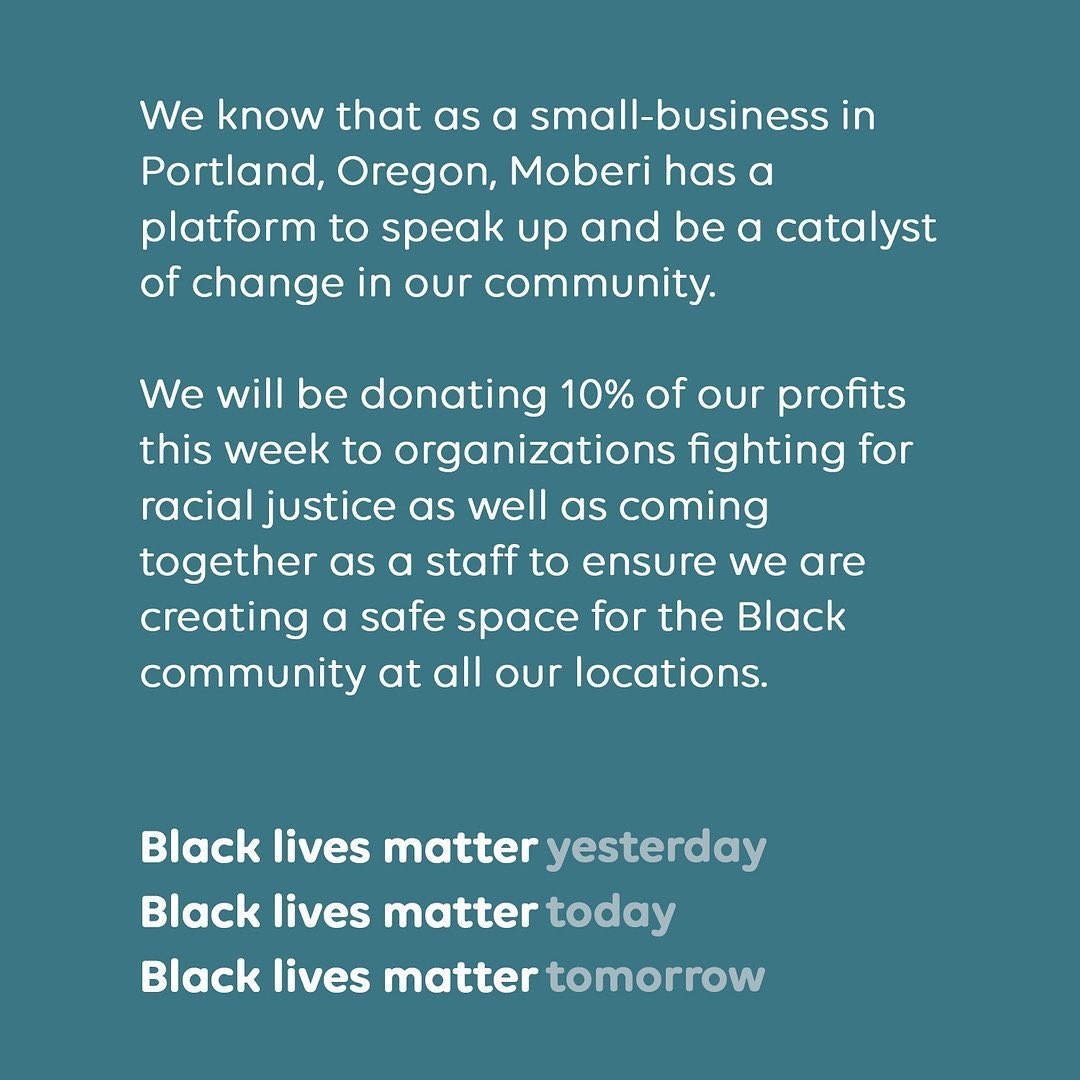 We know that as a small-business in
Portland, Oregon, Moberi has a
platform to speak up and be a catalyst
of change in our community.
We will be donating 10% of our profits
this week to organizations fighting for
racial justice as well as coming
together as a staff to ensure we are
creating a safe space for the Black
community at all our locations.
Black lives matter yesterday
Black lives matter today
Black lives matter tomorrow